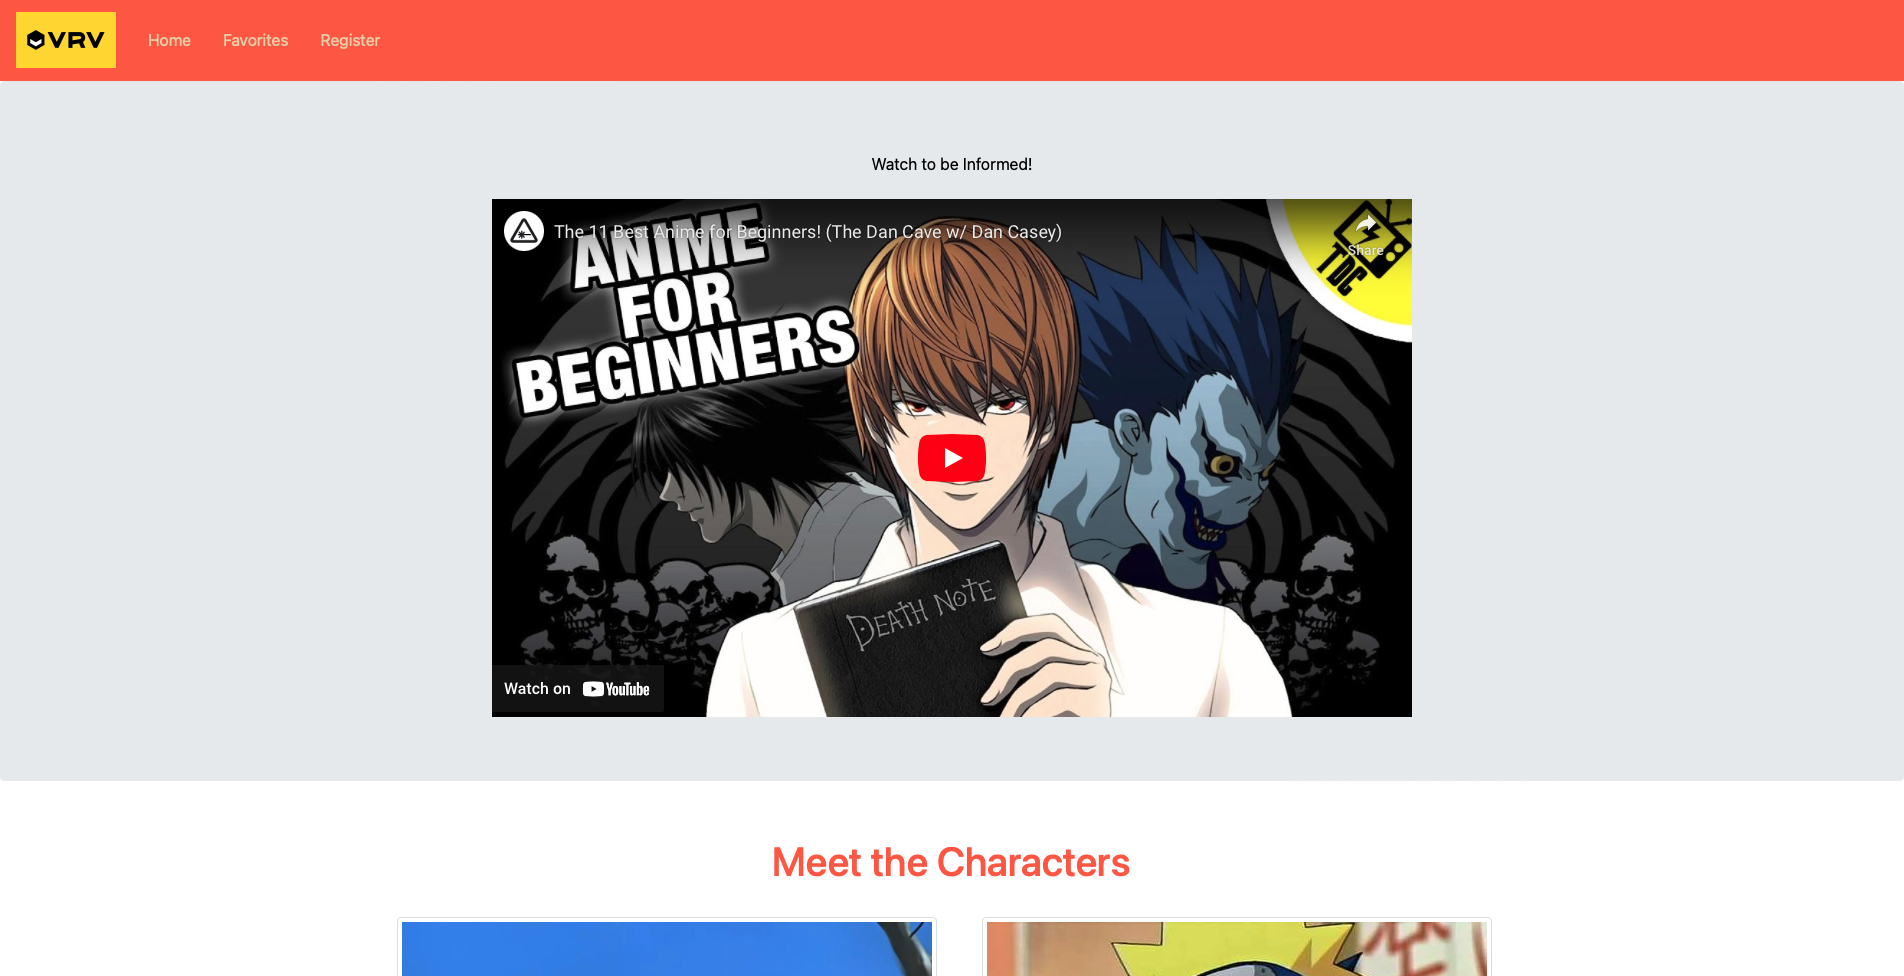 VRV
Home
Favorites
Register
Watch to be Informed!
The 11 Best Anime for Beginners! (The Dan Cave w/ Dan Casey)
Share
TDC
ANIME
FOR
BEGINNERS
DEATH NOTE
Watch on YouTube
Meet the Characters